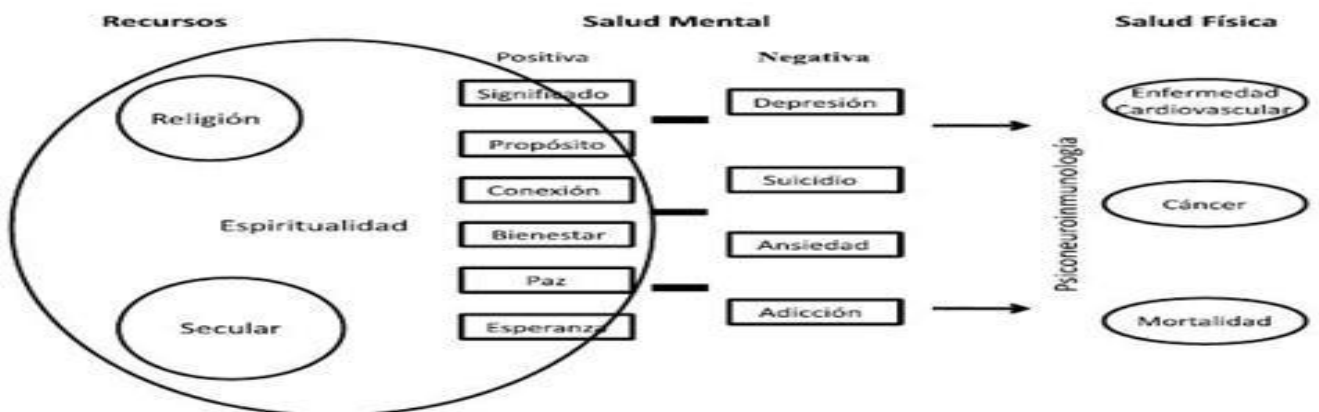 Recursos
Salud Mental
Salud Física
Positiva
Negativa
Religión
Espiritualidad
Secular
Significado
Propósito
Conexión
Bienestar
Paz
Esperanza
Depresión
Suicidio
Ansiedad
Adicción
Psiconeuroinmunología
Enfermedad
Cardiovascular
Cáncer
Mortalidad